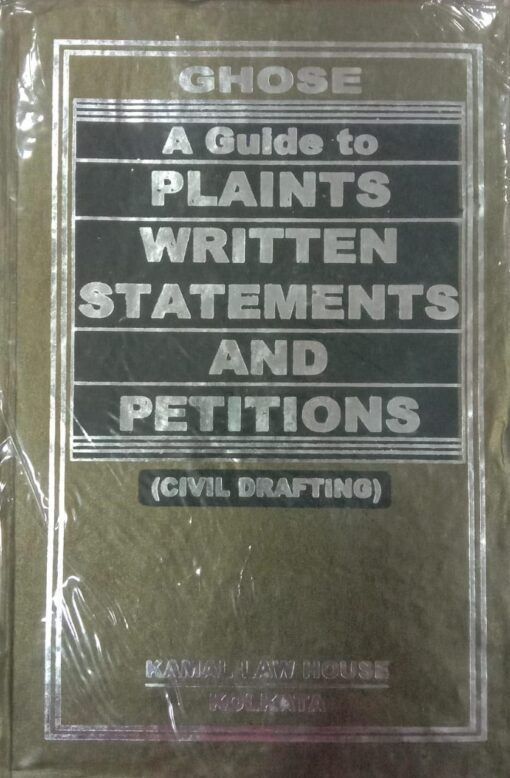 GHOSE
A Guide to
PLAINTS
WRITTEN
STATEMENTS
AND
PETITIONS
(CIVIL DRAFTING)
KAMAL LAW HOUSE
KOLKATA